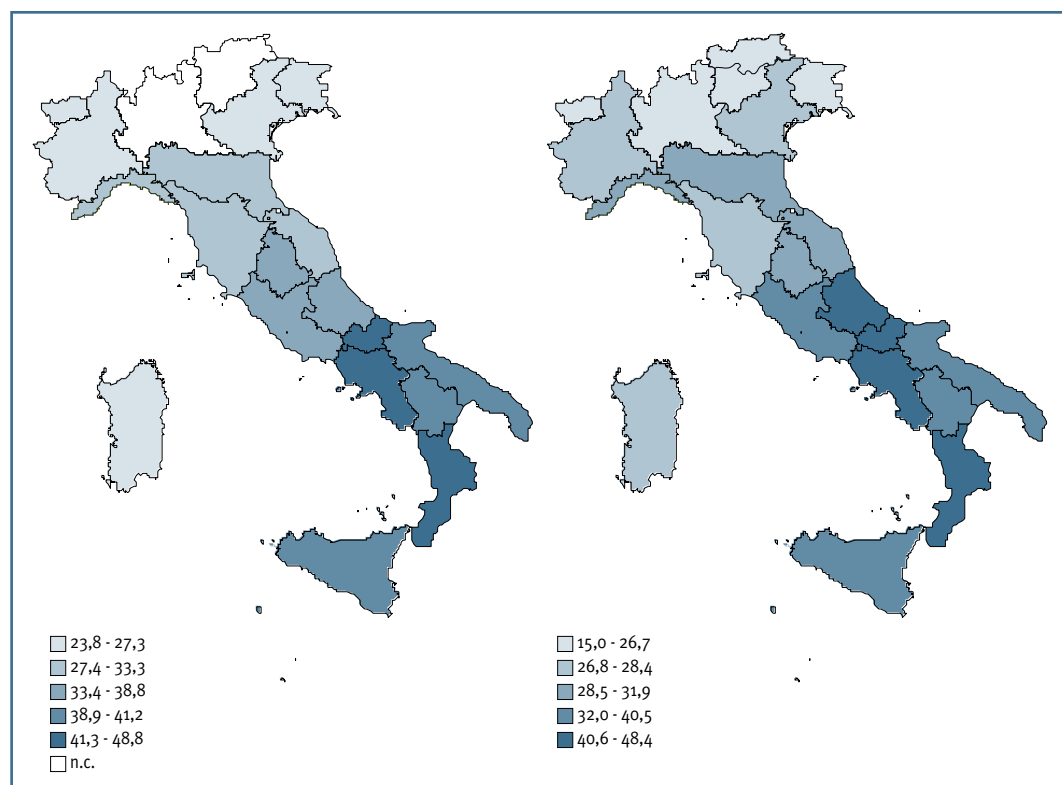 23,8 - 27,3
27,4 - 33,3
33,4 - 38,8
38,9 - 41,2
41,3 - 48,8
n.c.
15,0 - 26,7
26,8 - 28,4
28,5 - 31,9
32,0 - 40,5
40,6 - 48,4